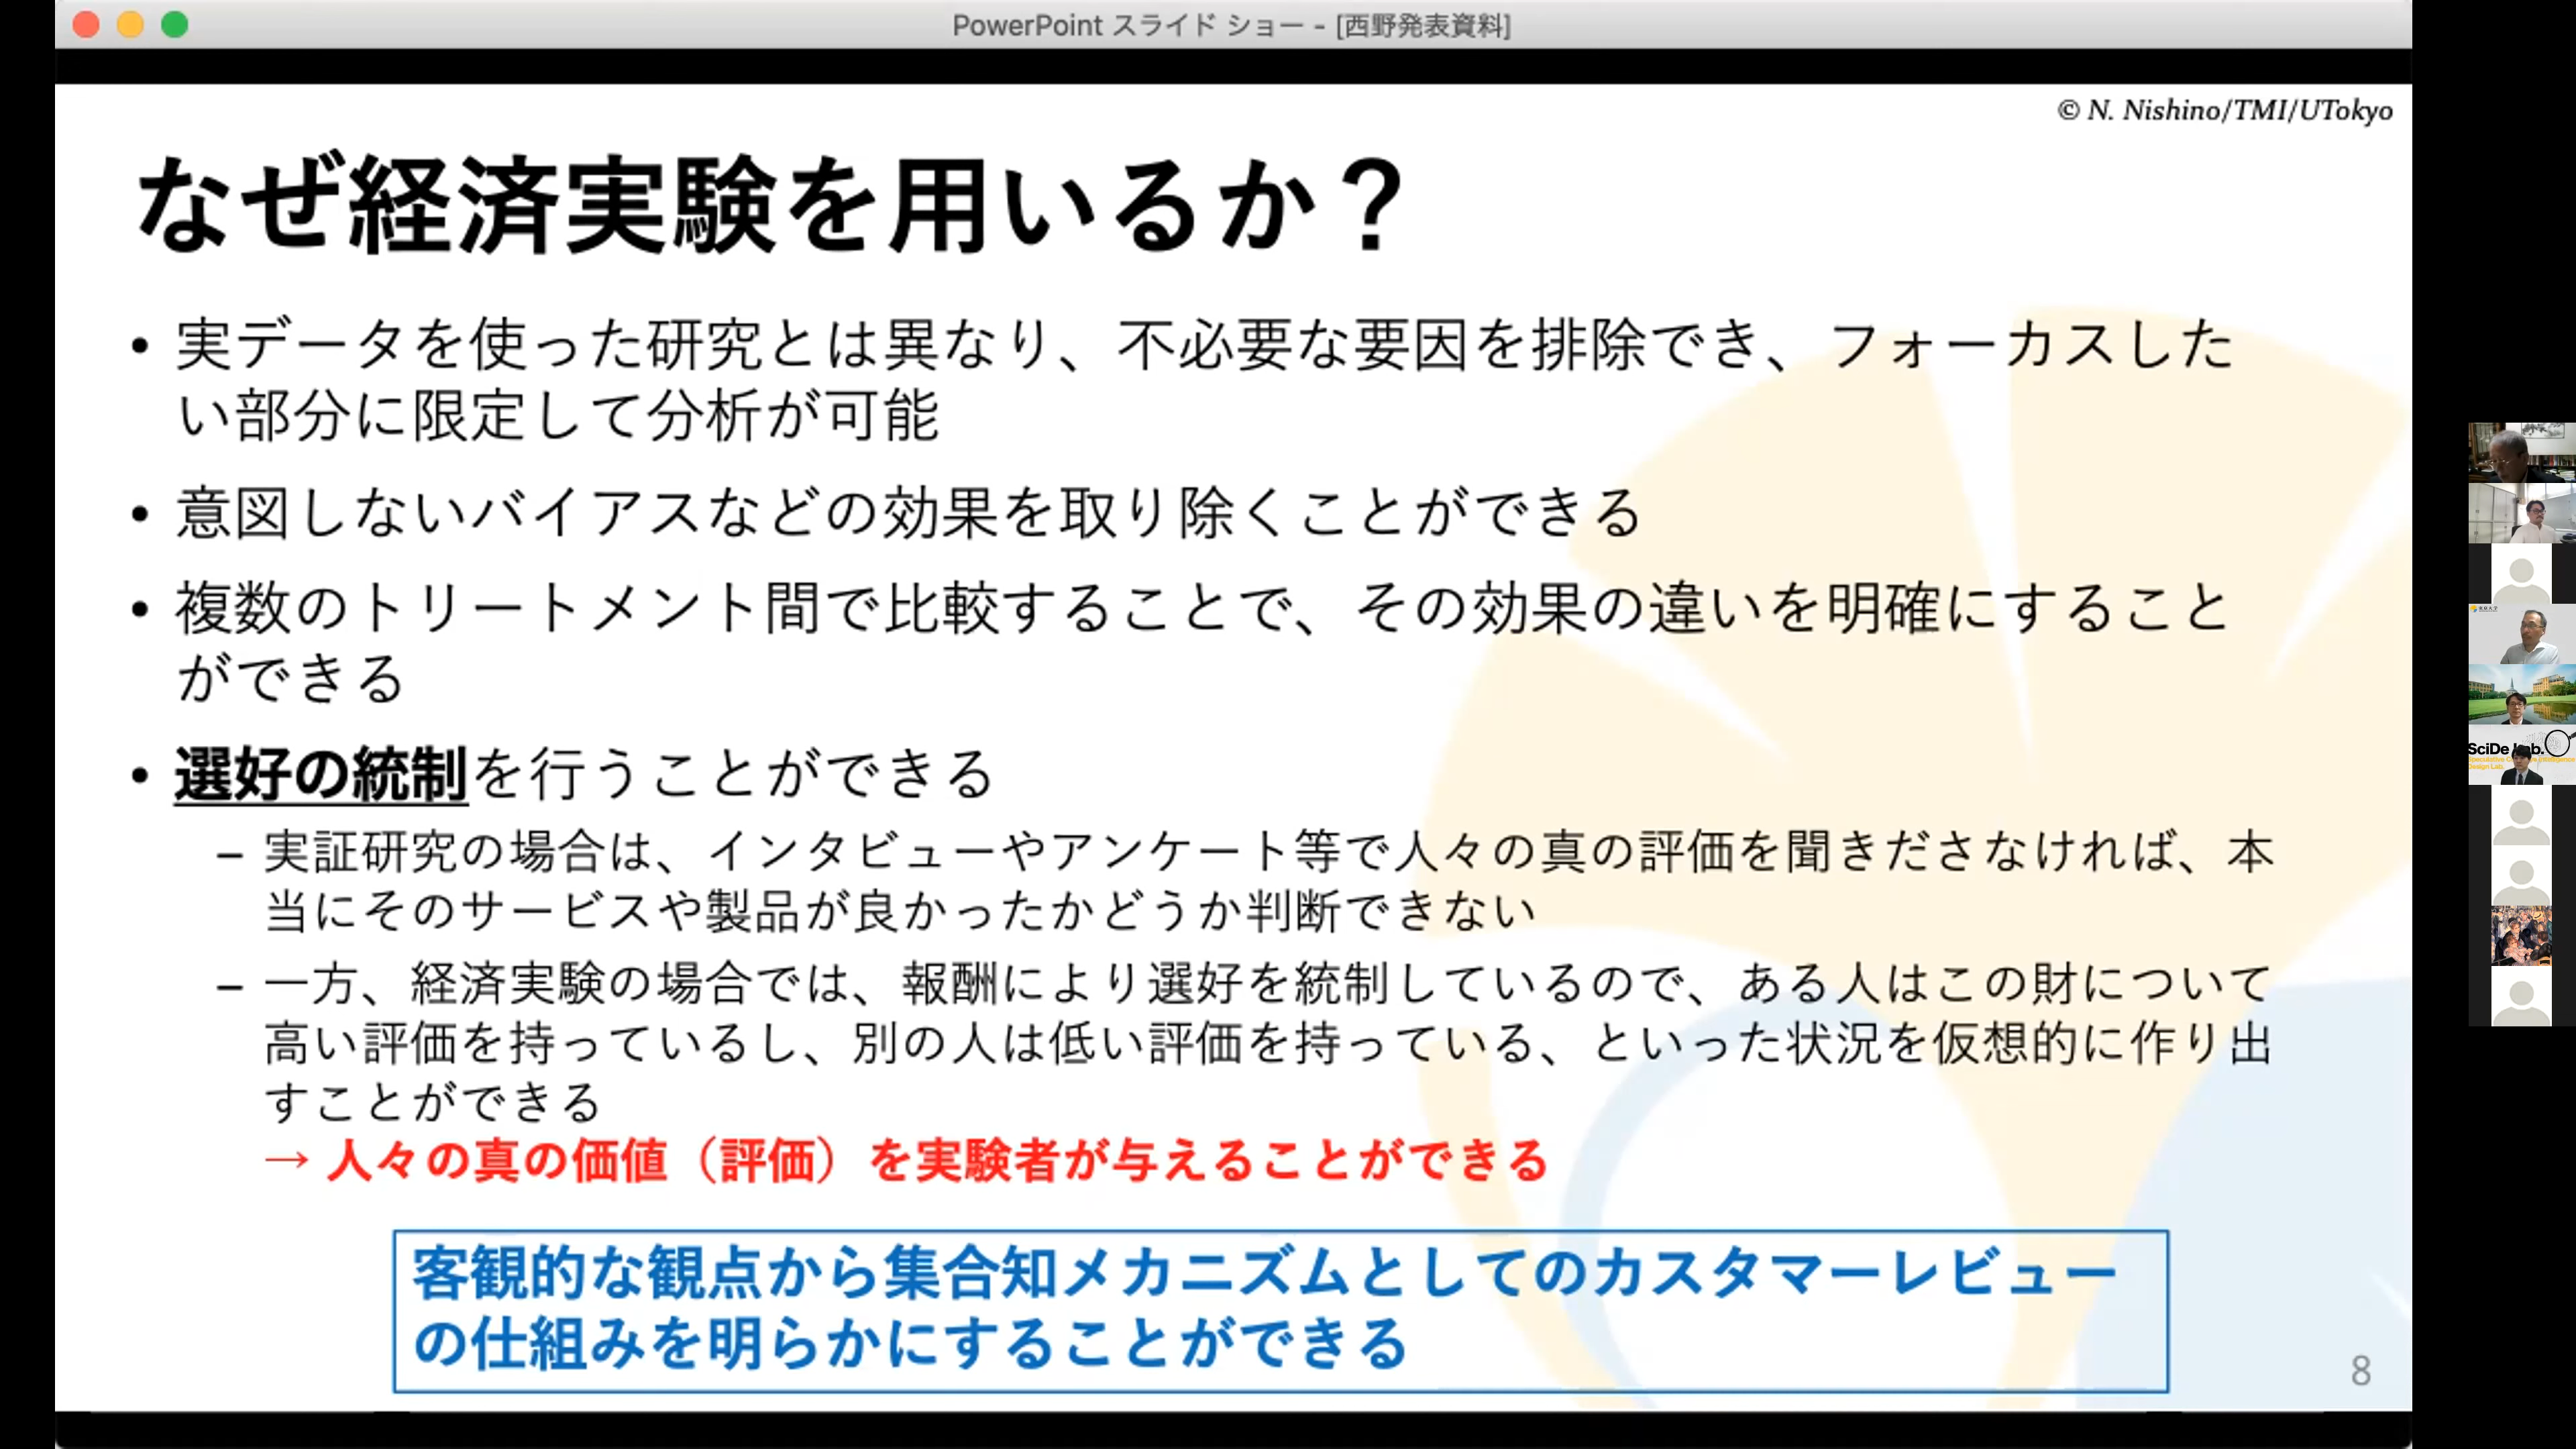 PowerPoint スライド ショー - [西野発表資料]
© N. Nishino/TMI/UTokyo
なぜ経済実験を用いるか？
• 実データを使った研究とは異なり、不必要な要因を排除でき、フォーカスした
い部分に限定して分析が可能
• 意図しないバイアスなどの効果を取り除くことができる
• 複数のトリートメント間で比較することで、その効果の違いを明確にすること
ができる
• 選好の統制を行うことができる
– 実証研究の場合は、インタビューやアンケート等で人々の真の評価を聞きださなければ、本
当にそのサービスや製品が良かったかどうか判断できない
– 一方、経済実験の場合では、報酬により選好を統制しているので、ある人はこの財について
高い評価を持っているし、別の人は低い評価を持っている、といった状況を仮想的に作り出
すことができる
→ 人々の真の価値（評価）を実験者が与えることができる
客観的な観点から集合知メカニズムとしてのカスタマーレビュー
の仕組みを明らかにすることができる
8
SciDe
Design Lab.